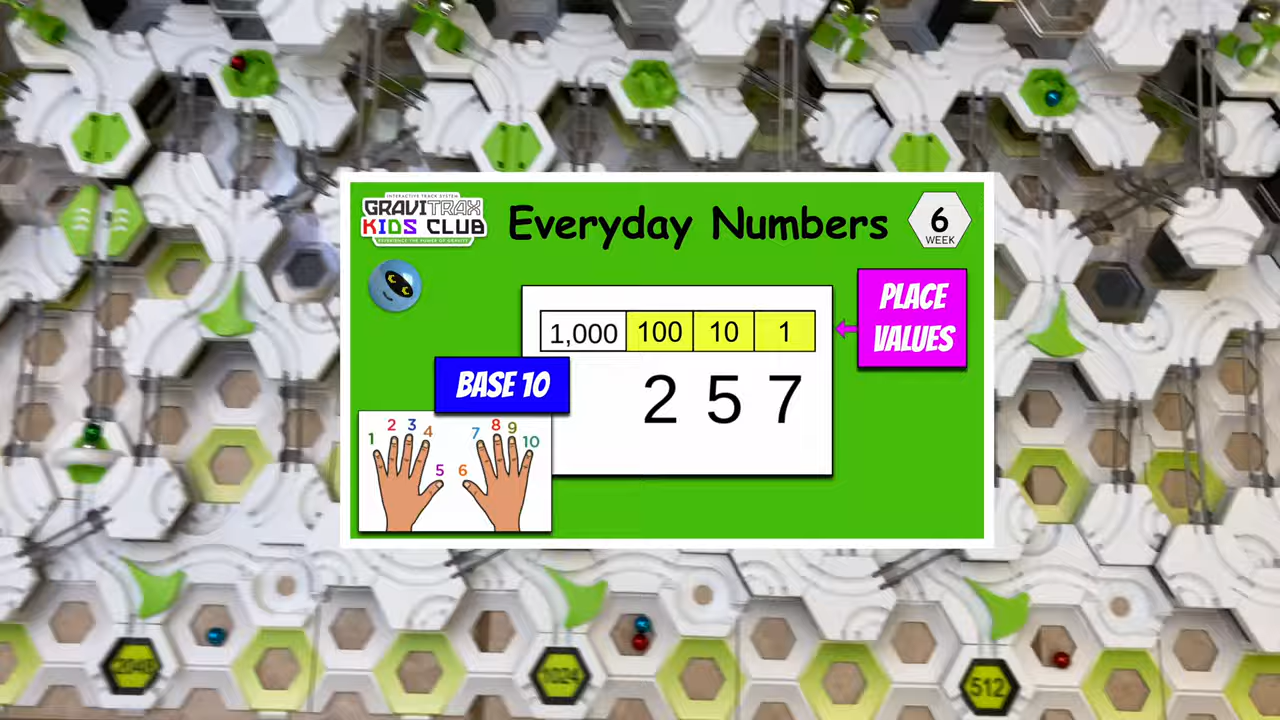 INTERACTIVE TRACK SYSTEM
GRAVITRAX
KIDS CLUB
EXPERIENCE THE POWER OF GRAVITY
Everyday Numbers
6
WEEK
PLACE
VALUES
1,000 100 10 1
2 5 7
BASE 10
1 2 3 4 5 6 7 8 9 10
2048
1024
512